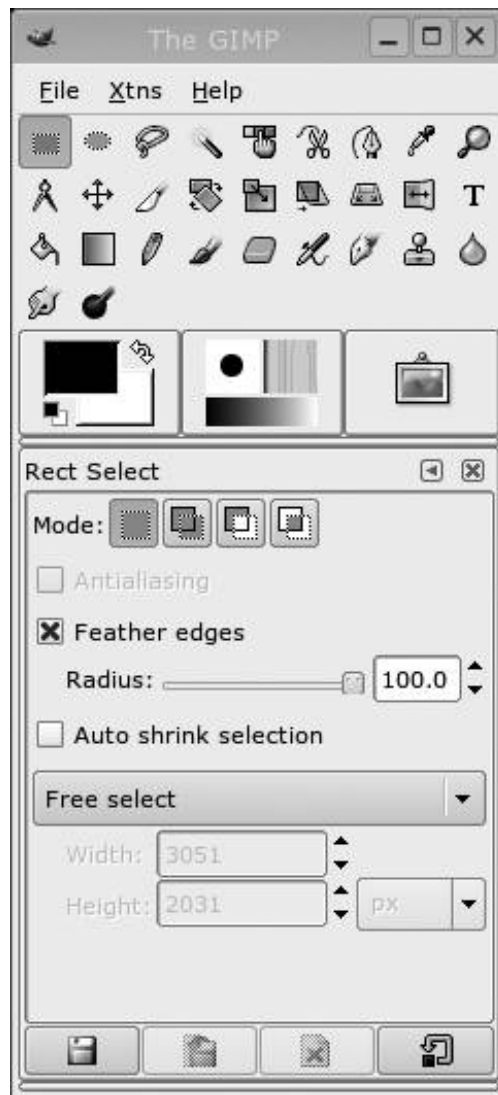 The GIMP
File Xtns Help
T
Rect Select
Mode:
Antialiasing
Feather edges
Radius: 100.0
Auto shrink selection
Free select
Width: 3051
Height: 2031 px